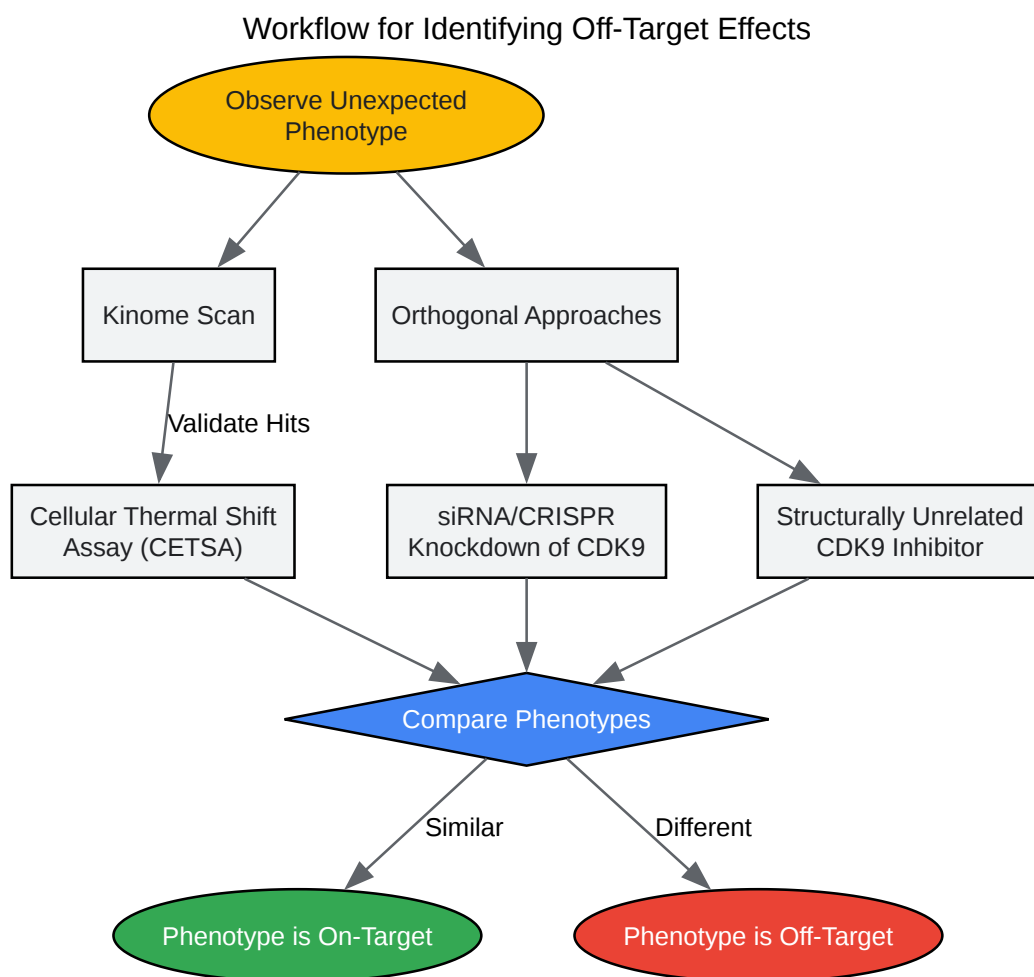 Workflow for Identifying Off-Target Effects
Observe Unexpected
Phenotype
Kinome Scan
Orthogonal Approaches
Validate Hits
Cellular Thermal Shift
Assay (CETSA)
siRNA/CRISPR
Knockdown of CDK9
Structurally Unrelated
CDK9 Inhibitor
Compare Phenotypes
Similar
Different
Phenotype is On-Target
Phenotype is Off-Target